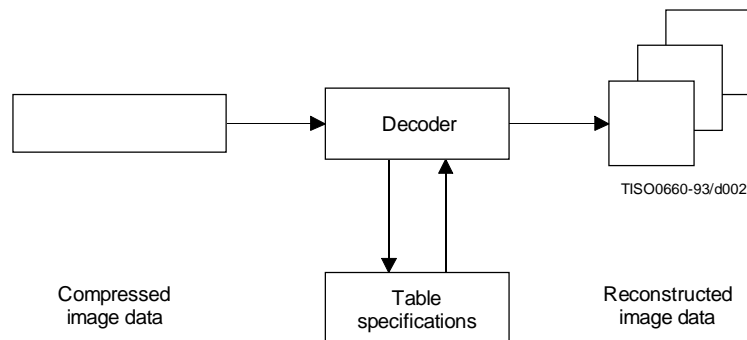 Decoder
TISO0660-93/d002
Compressed
image data
Table
specifications
Reconstructed
image data